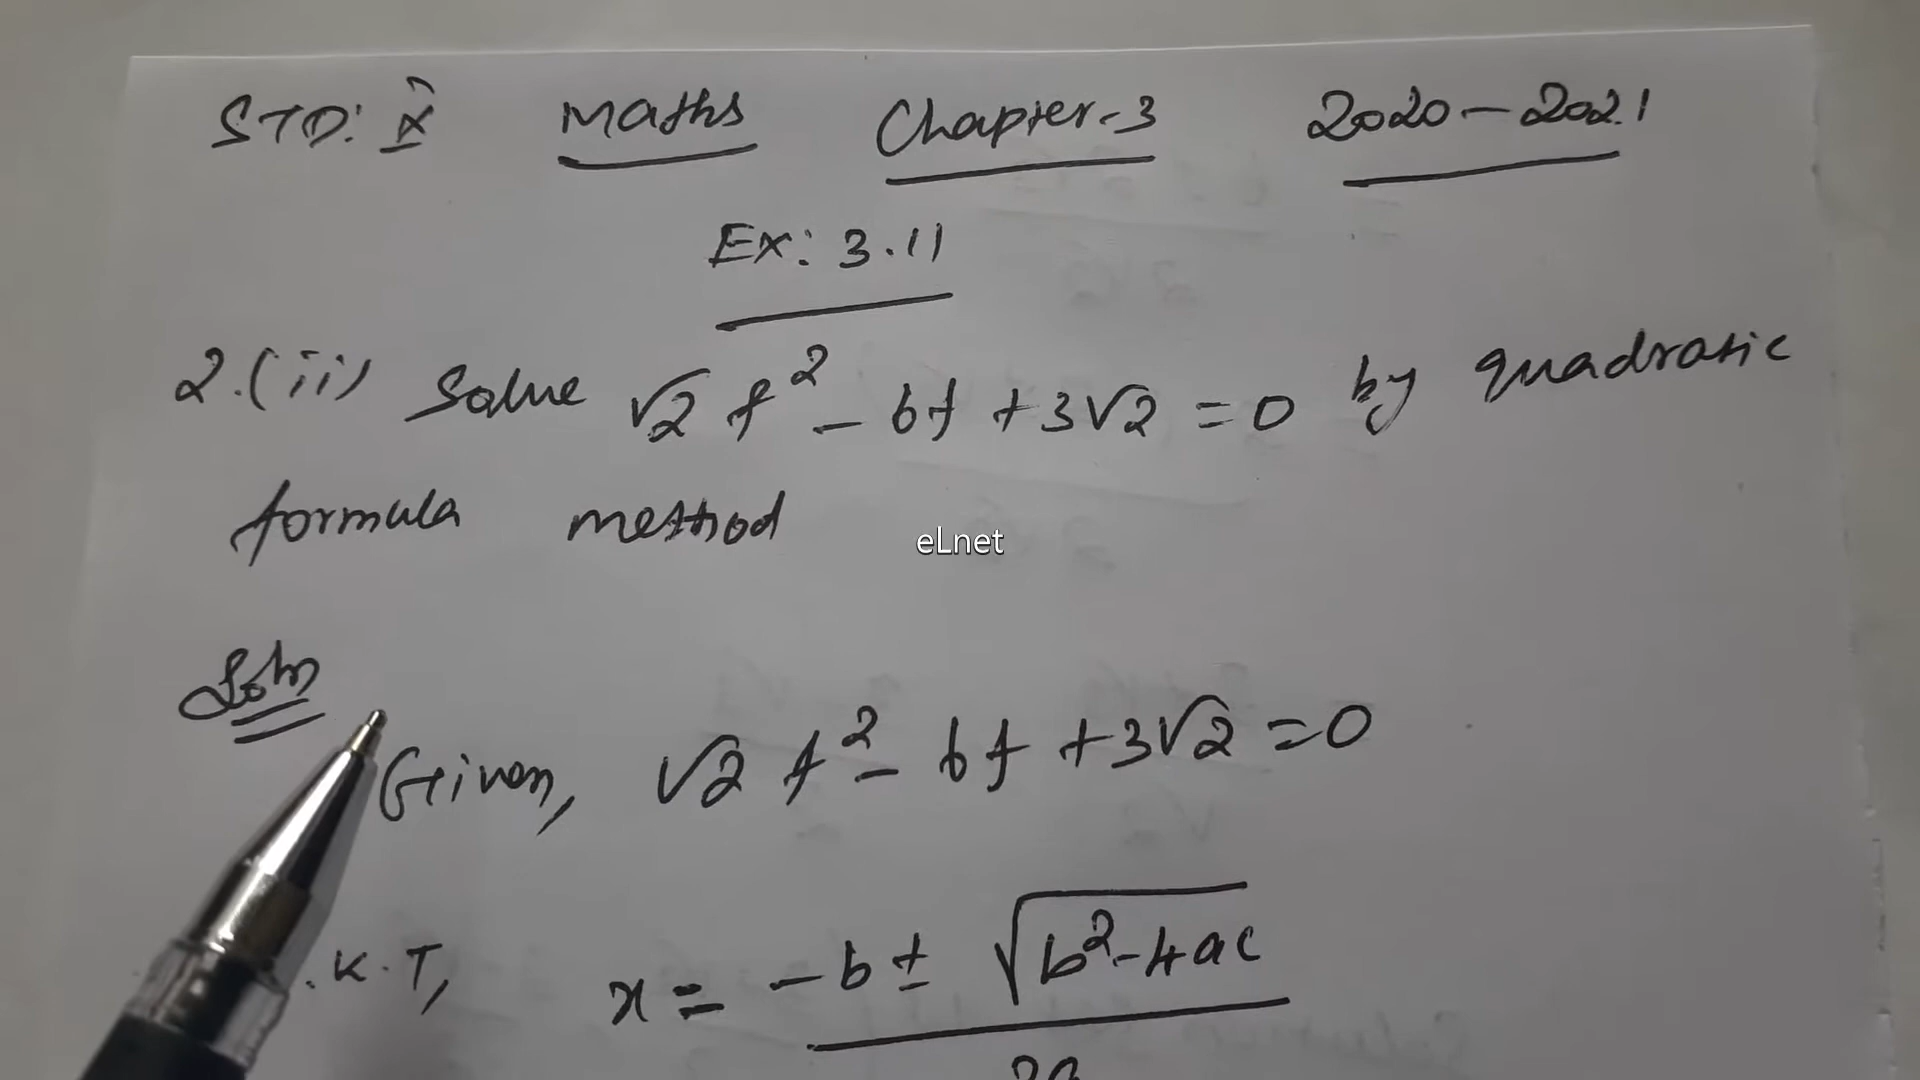 STD: X Maths Chapter-3 2020-2021
Ex: 3.11
2.(ii) Solve √2 f² - 6f + 3√2 = 0 by quadratic
formula method
eLnet
Soln
Given, √2 f² - 6f + 3√2 = 0
.K.T, x = -b ± √b²-4ac
2a